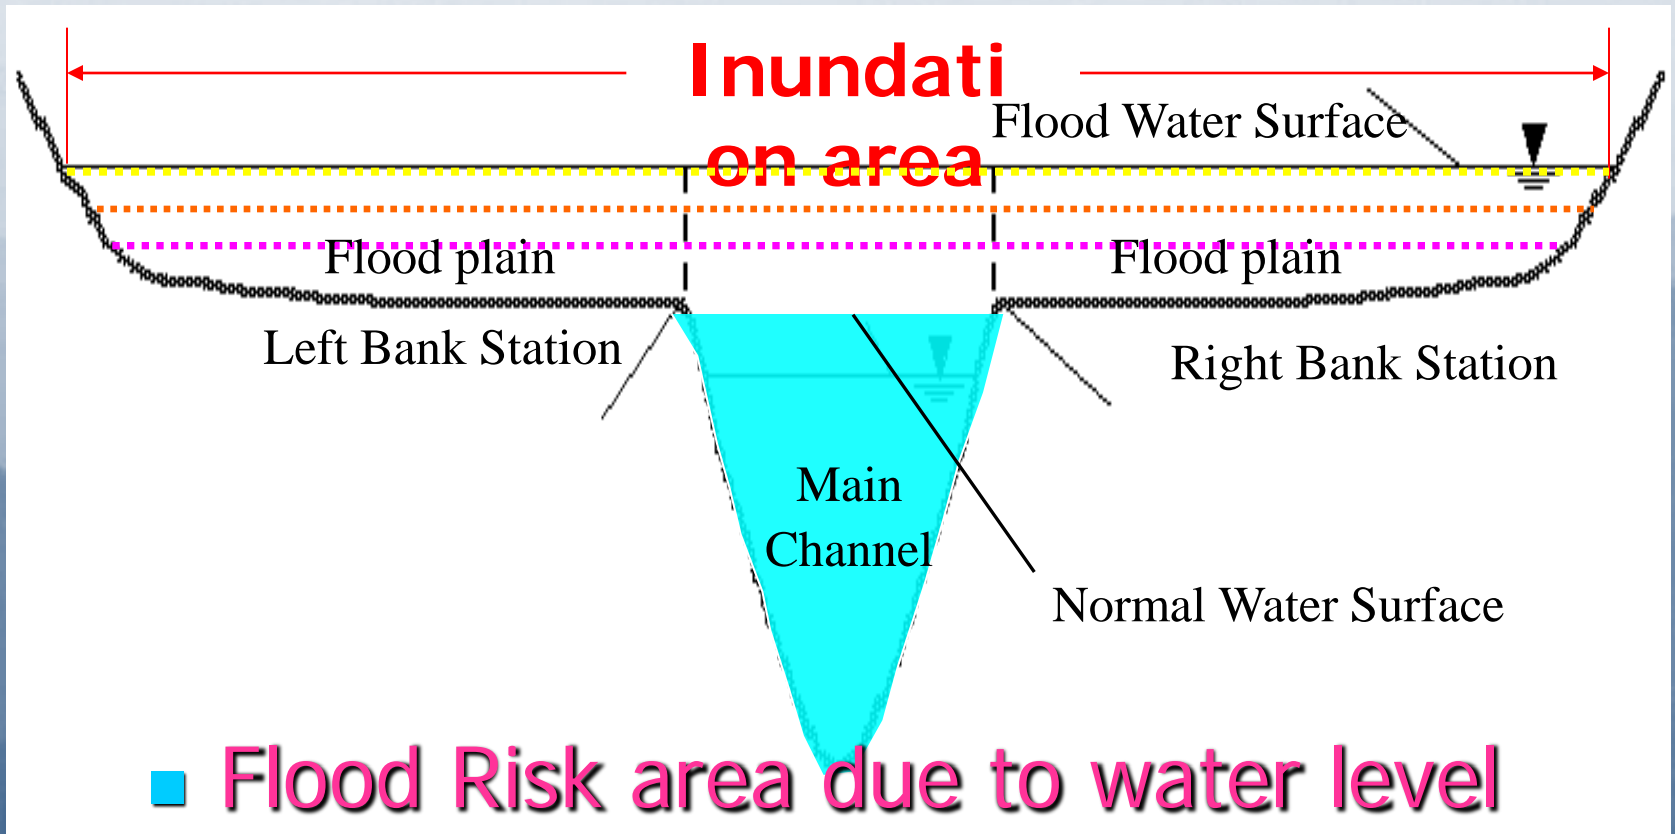 Inundati
on area
Flood Water Surface
Flood plain
Flood plain
Left Bank Station
Right Bank Station
Main
Channel
Normal Water Surface
Flood Risk area due to water level